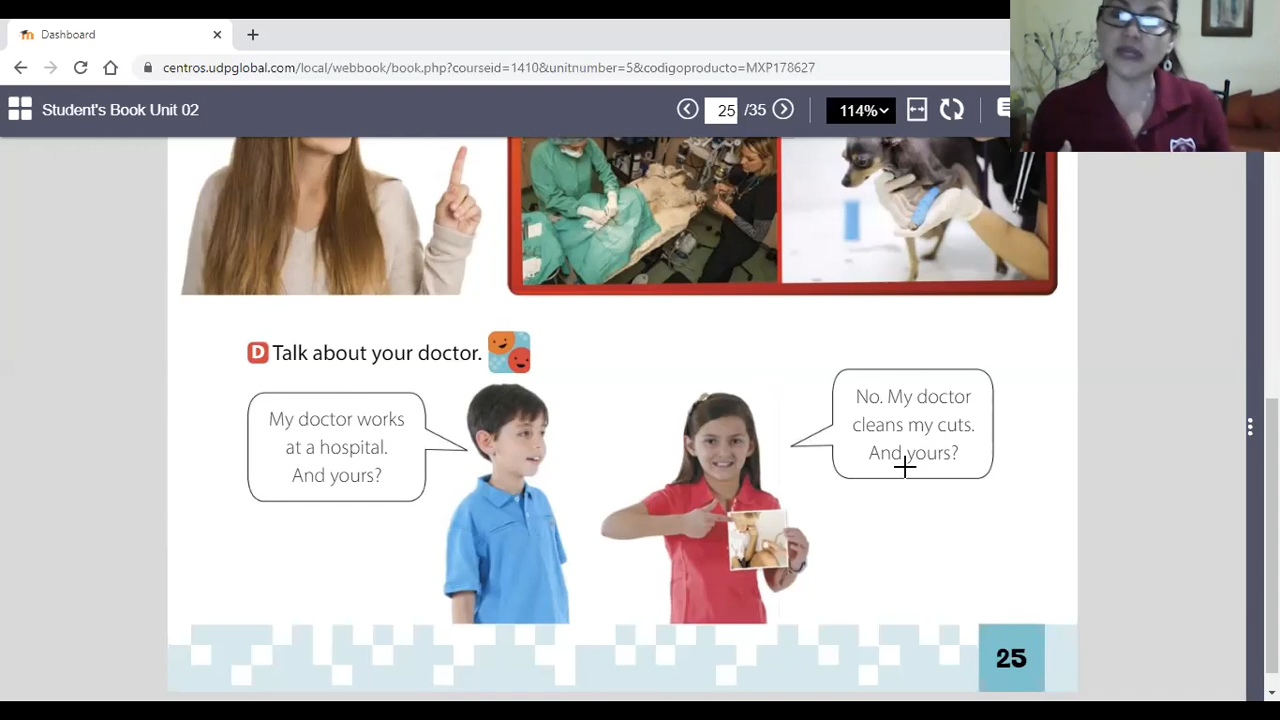 Dashboard
centros.udpglobal.com/local/webbook/book.php?courseid=1410&unitnumber=5&codigoproducto=MXP178627
Student's Book Unit 02
25 /35
114%
D Talk about your doctor.
My doctor works
at a hospital.
And yours?
No. My doctor
cleans my cuts.
And yours?
25